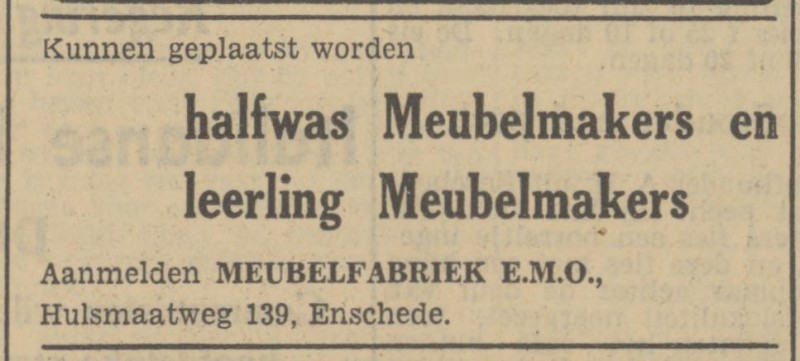 Kunnen geplaatst worden
halfwas Meubelmakers en
leerling Meubelmakers
Aanmelden MEUBELFABRIEK E.M.O.,
Hulsmaatweg 139, Enschede.